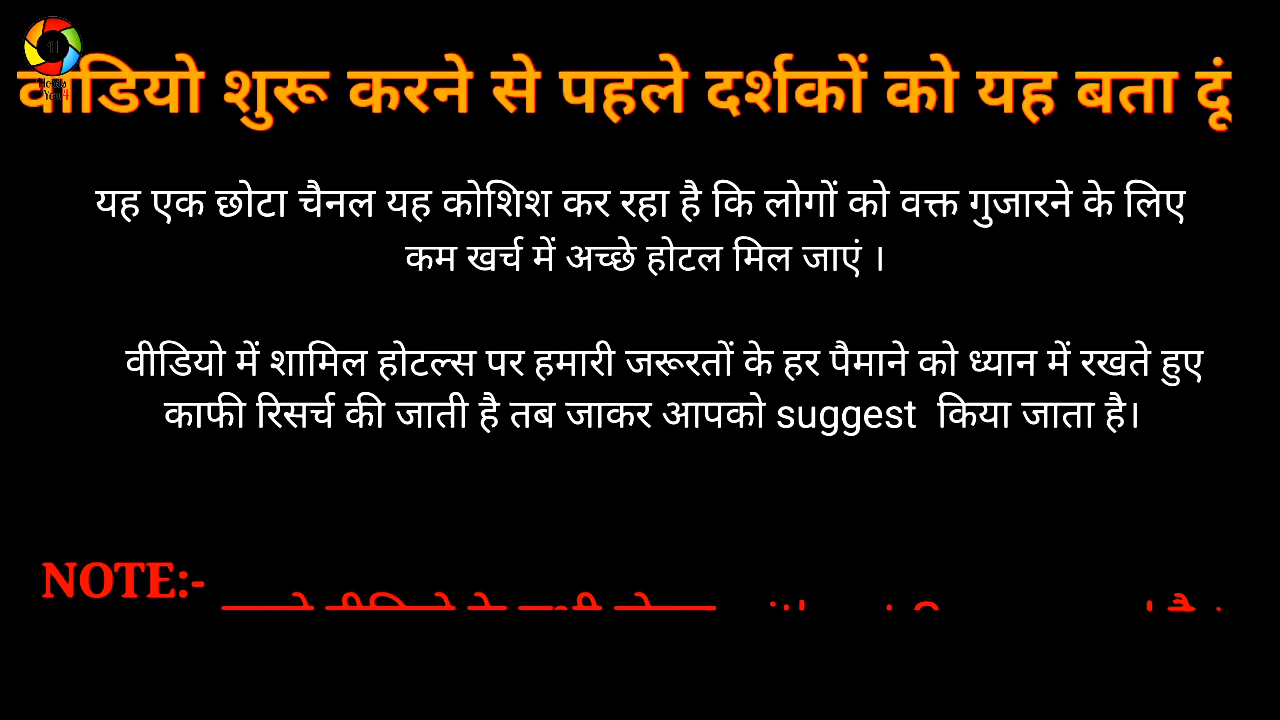 वीडियो शुरू करने से पहले दर्शकों को यह बता दूं
यह एक छोटा चैनल यह कोशिश कर रहा है कि लोगों को वक्त गुजारने के लिए
कम खर्च में अच्छे होटल मिल जाएं ।
वीडियो में शामिल होटल्स पर हमारी जरूरतों के हर पैमाने को ध्यान में रखते हुए
काफी रिसर्च की जाती है तब जाकर आपको suggest किया जाता है।
NOTE:-